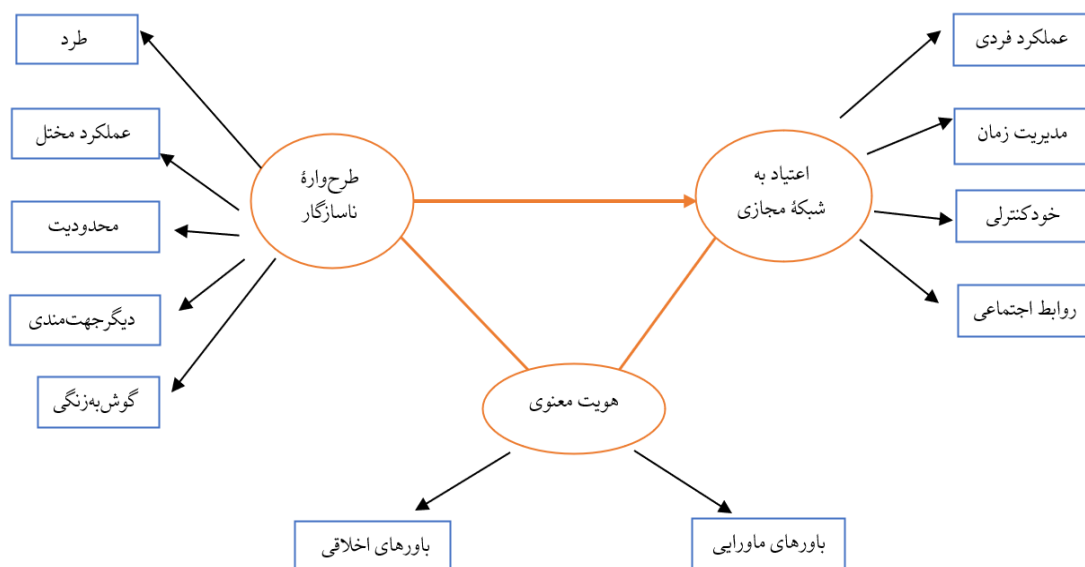 عملکرد فردی
مدیریت زمان
خودکنترلی
روابط اجتماعی
اعتیاد به
شبکهٔ مجازی
طرح‌وارهٔ
ناسازگار
طرد
عملکرد مختل
محدودیت
دیگرجهت‌مندی
گوش‌به‌زنگی
هویت معنوی
باورهای ماورایی
باورهای اخلاقی